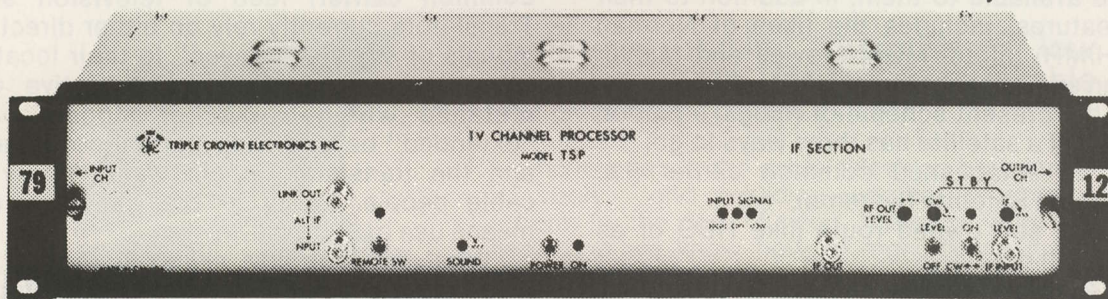 TRIPLE CROWN ELECTRONICS INC.
TV CHANNEL PROCESSOR
MODEL TSP
IF SECTION
79
INPUT
CH
OUTPUT
CH
12
LINK OUT
ALT IF
INPUT
REMOTE SW
SOUND
POWER ON
INPUT SIGNAL
IF OUT
STBY
RF OUT
LEVEL
CW
LEVEL
ON
IF
LEVEL
OFF
CW
IF INPUT